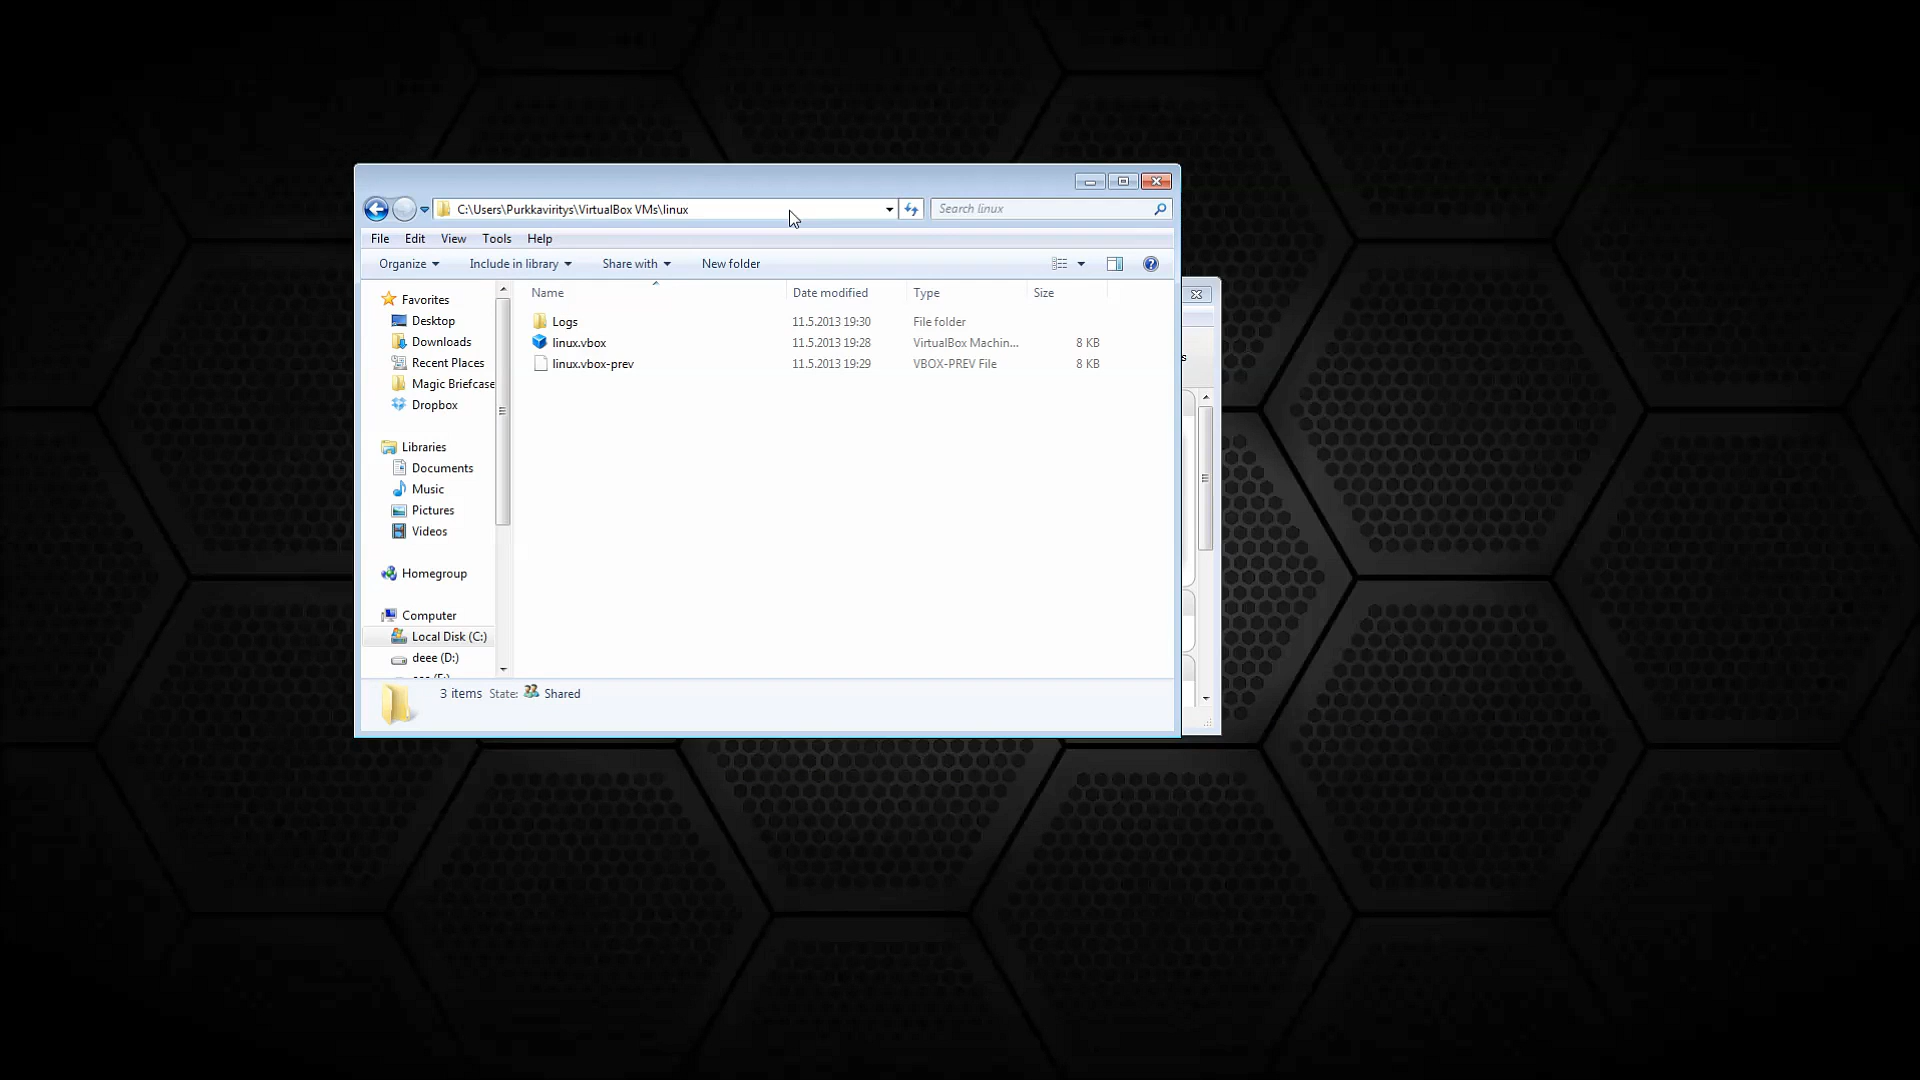 C:\Users\Purkkaviritys\VirtualBox VMs\linux
Search linux
File Edit View Tools Help
Organize Include in library Share with New folder
Name Date modified Type Size
Logs 11.5.2013 19:30 File folder
linux.vbox 11.5.2013 19:28 VirtualBox Machin... 8 KB
linux.vbox-prev 11.5.2013 19:29 VBOX-PREV File 8 KB
Favorites
Desktop
Downloads
Recent Places
Magic Briefcase
Dropbox
Libraries
Documents
Music
Pictures
Videos
Homegroup
Computer
Local Disk (C:)
deee (D:)
3 items State: Shared